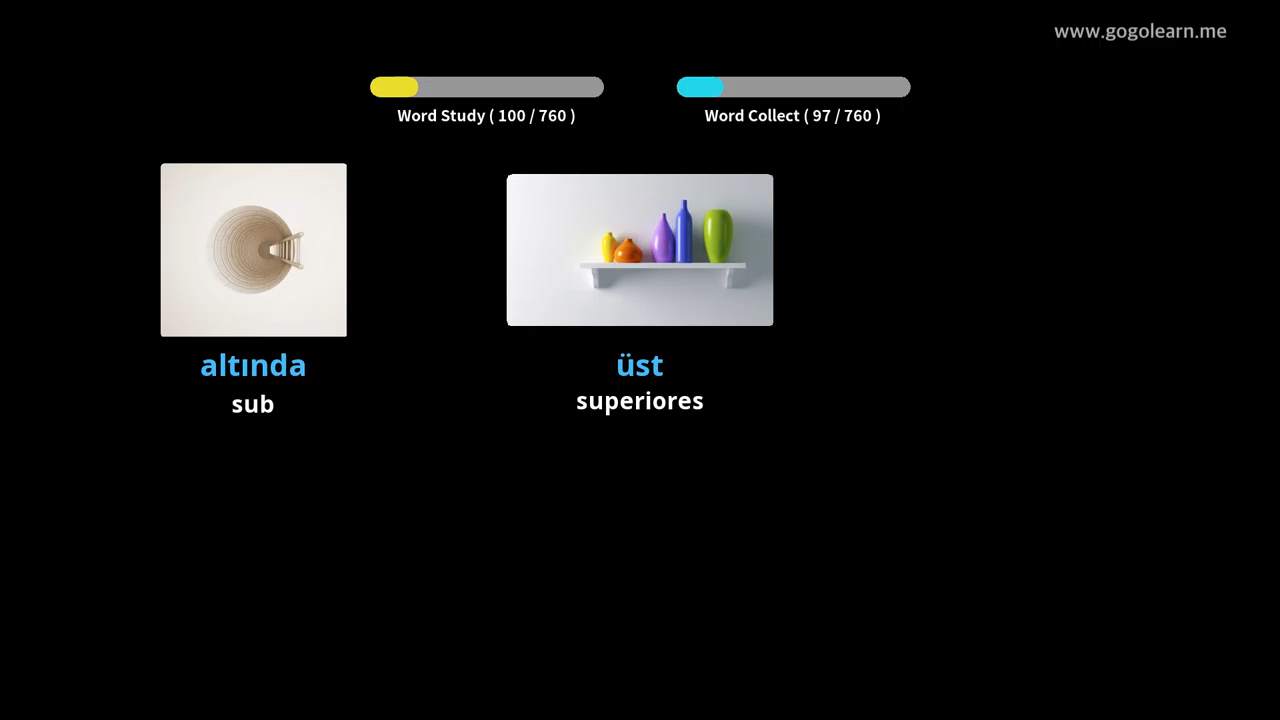 www.gogolearn.me
Word Study ( 100 / 760 )
Word Collect ( 97 / 760 )
altında
sub
üst
superiores